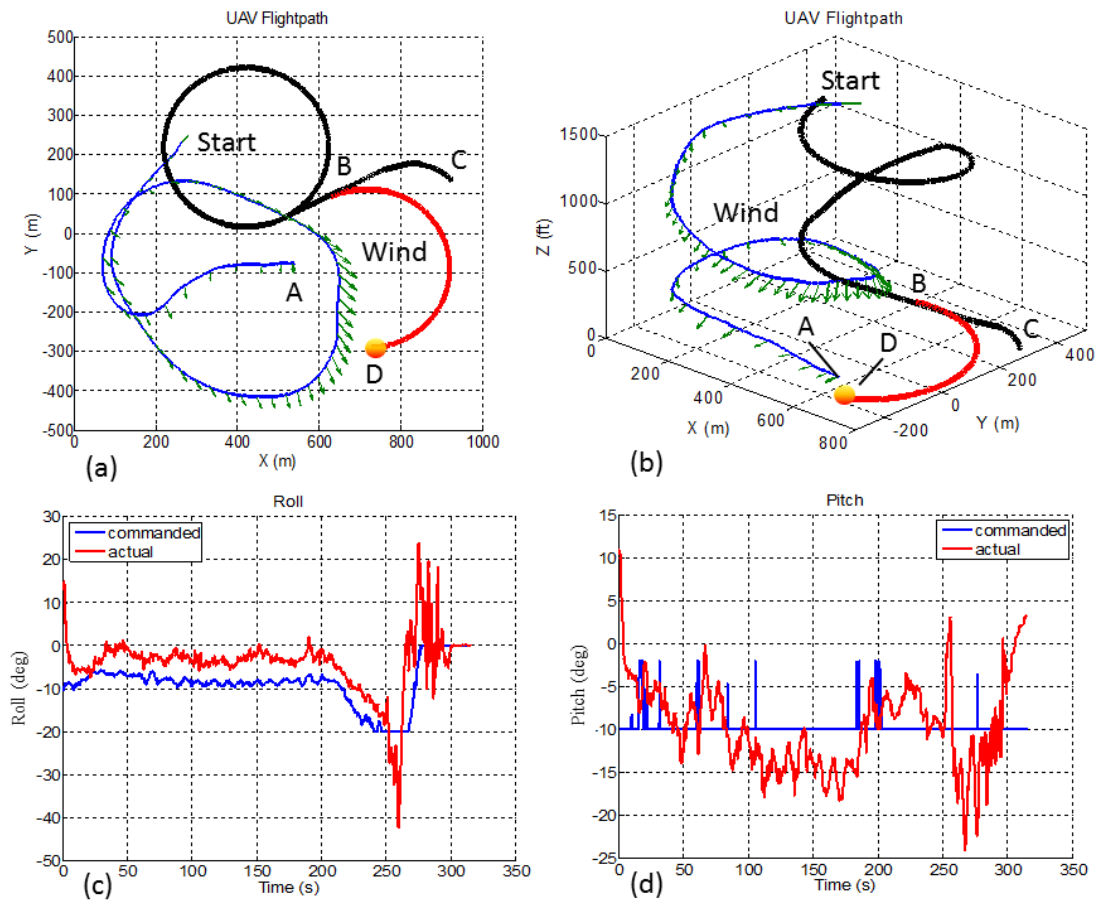 UAV Flightpath
500
400
300
200
100
0
-100
-200
-300
-400
-500
0
200
400
600
800
1000
Y (m)
X (m)
Start
B
C
Wind
A
D
(a)
UAV Flightpath
1500
1000
500
0
Z (ft)
0
200
400
600
800
X (m)
-200
0
200
400
Y (m)
Start
Wind
B
C
A
D
(b)
Roll
commanded
actual
30
20
10
0
-10
-20
-30
-40
-50
0
50
100
150
200
250
300
350
Roll (deg)
Time (s)
(c)
Pitch
commanded
actual
15
10
5
0
-5
-10
-15
-20
-25
0
50
100
150
200
250
300
350
Pitch (deg)
Time (s)
(d)